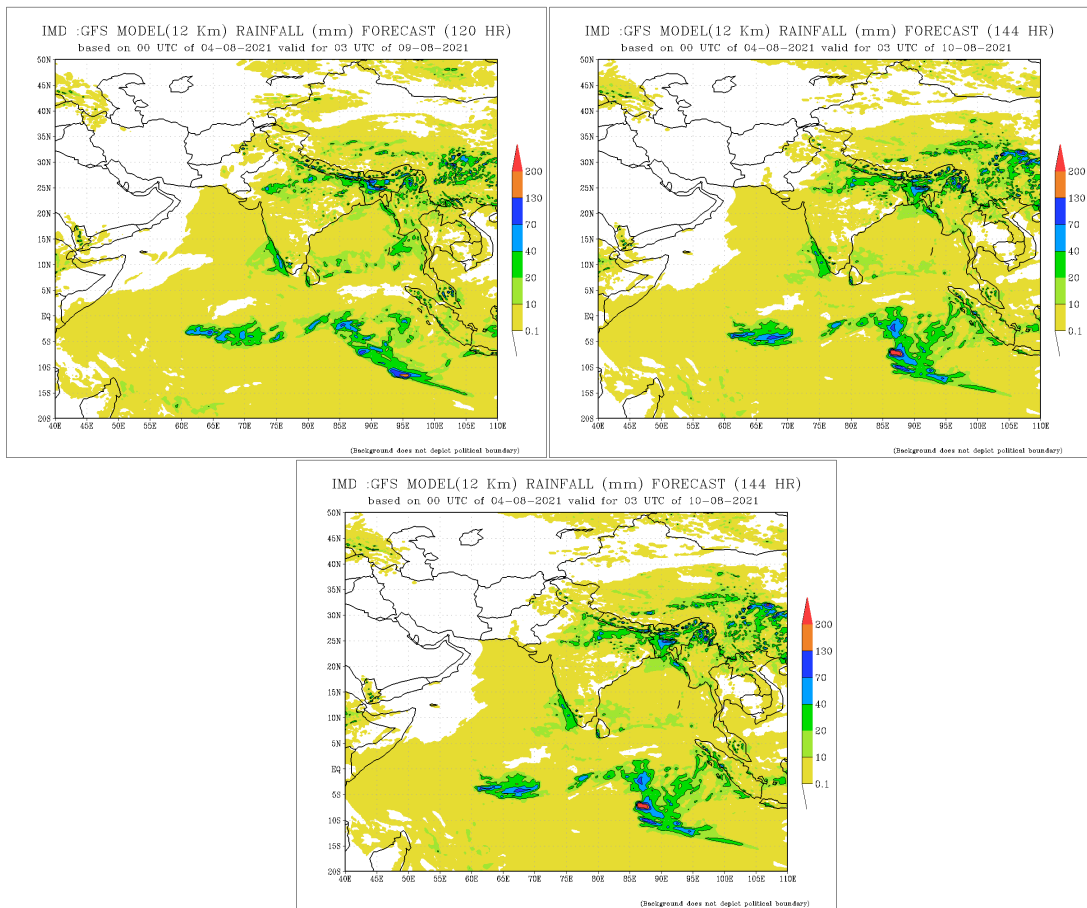 IMD :GFS MODEL(12 Km) RAINFALL (mm) FORECAST (120 HR)
based on 00 UTC of 04-08-2021 valid for 03 UTC of 09-08-2021
50N
45N
40N
35N
30N
25N
20N
15N
10N
5N
EQ
5S
10S
15S
20S
40E 45E 50E 55E 60E 65E 70E 75E 80E 85E 90E 95E 100E 105E 110E
200
130
70
40
20
10
0.1
(Background does not depict political boundary)
IMD :GFS MODEL(12 Km) RAINFALL (mm) FORECAST (144 HR)
based on 00 UTC of 04-08-2021 valid for 03 UTC of 10-08-2021
50N
45N
40N
35N
30N
25N
20N
15N
10N
5N
EQ
5S
10S
15S
20S
40E 45E 50E 55E 60E 65E 70E 75E 80E 85E 90E 95E 100E 105E 110E
200
130
70
40
20
10
0.1
(Background does not depict political boundary)
IMD :GFS MODEL(12 Km) RAINFALL (mm) FORECAST (144 HR)
based on 00 UTC of 04-08-2021 valid for 03 UTC of 10-08-2021
50N
45N
40N
35N
30N
25N
20N
15N
10N
5N
EQ
5S
10S
15S
20S
40E 45E 50E 55E 60E 65E 70E 75E 80E 85E 90E 95E 100E 105E 110E
200
130
70
40
20
10
0.1
(Background does not depict political boundary)